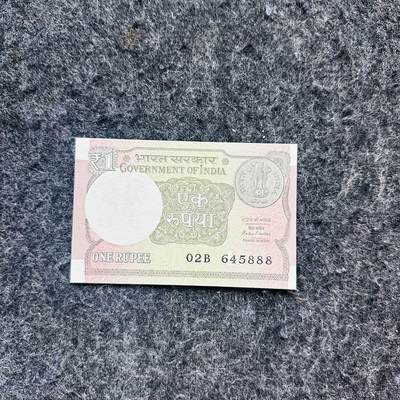 ₹1
भारत सरकार
GOVERNMENT OF INDIA
एक
रुपया
ONE RUPEE
02B 645888